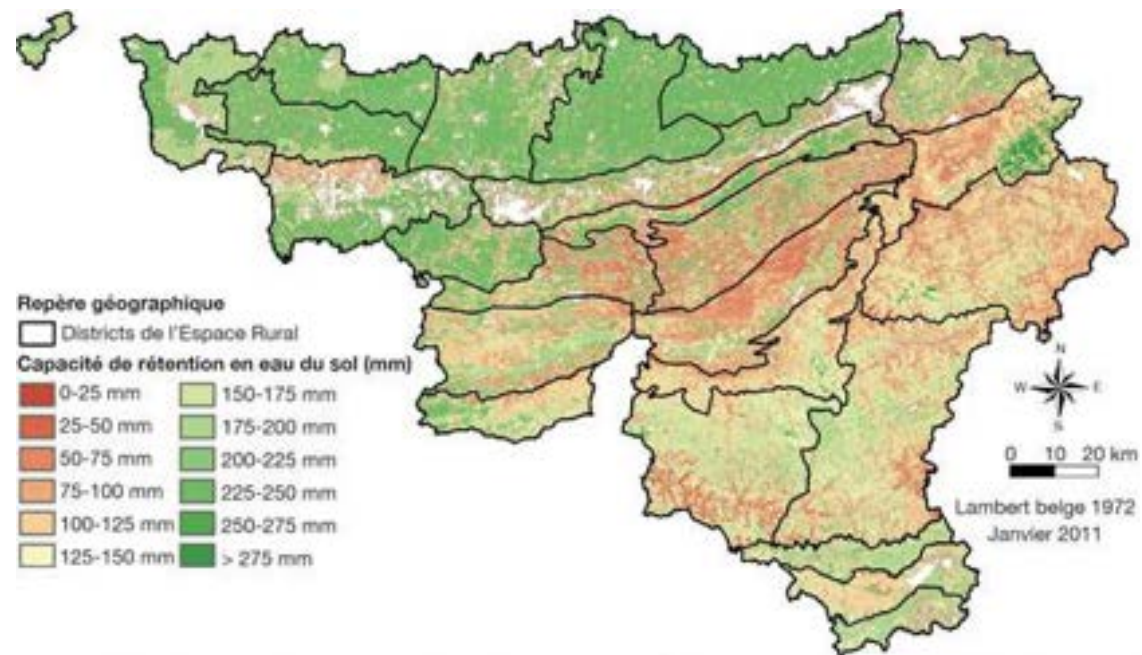 Repère géographique
Districts de l'Espace Rural
Capacité de rétention en eau du sol (mm)
0-25 mm
25-50 mm
50-75 mm
75-100 mm
100-125 mm
125-150 mm
150-175 mm
175-200 mm
200-225 mm
225-250 mm
250-275 mm
> 275 mm
N
W E
S
0 10 20 km
Lambert belge 1972
Janvier 2011